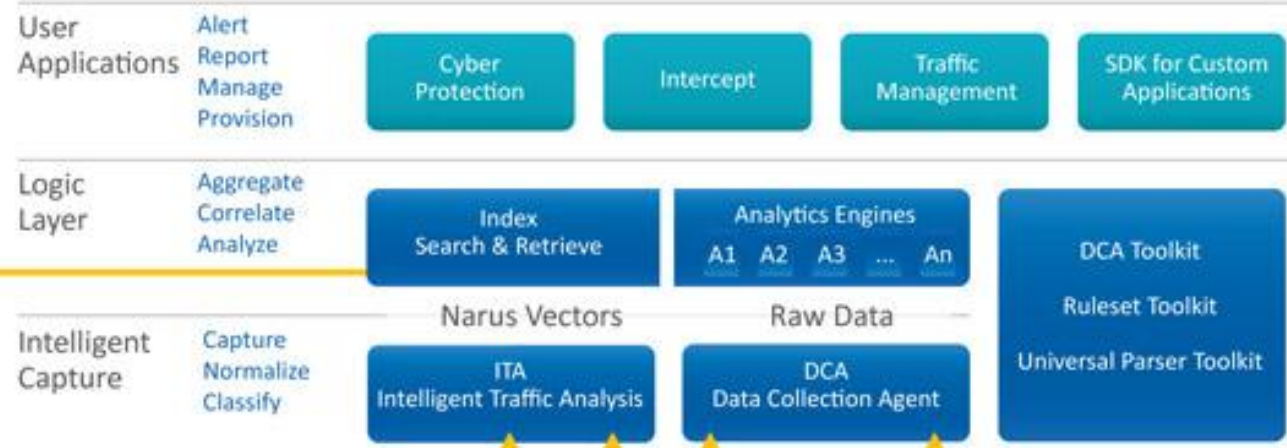 User
Applications
Alert
Report
Manage
Provision
Cyber
Protection
Intercept
Traffic
Management
SDK for Custom
Applications
Logic
Layer
Aggregate
Correlate
Analyze
Index
Search & Retrieve
Analytics Engines
A1 A2 A3 ... An
DCA Toolkit
Ruleset Toolkit
Universal Parser Toolkit
Narus Vectors
Raw Data
Intelligent
Capture
Capture
Normalize
Classify
ITA
Intelligent Traffic Analysis
DCA
Data Collection Agent